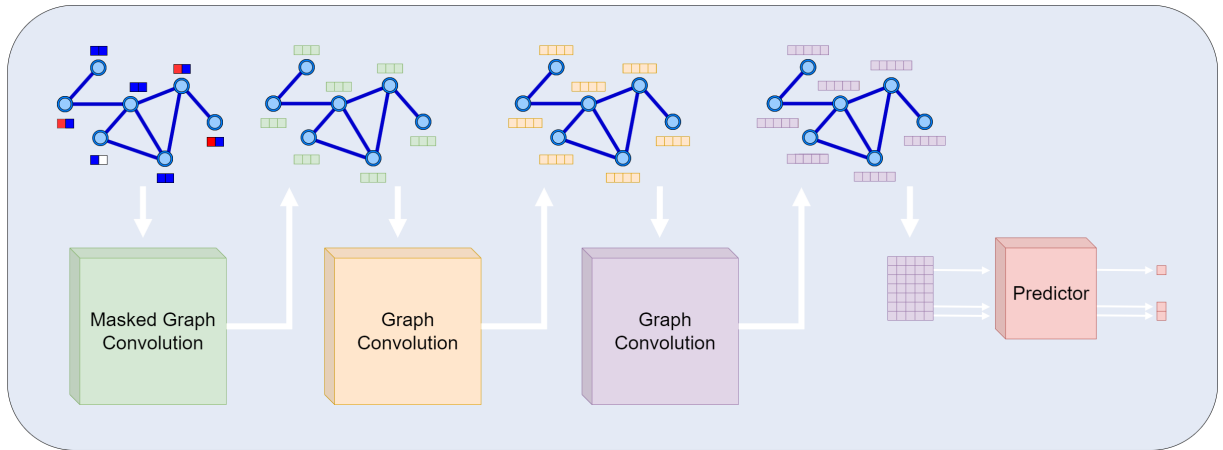 Masked Graph
Convolution
Graph
Convolution
Graph
Convolution
Predictor